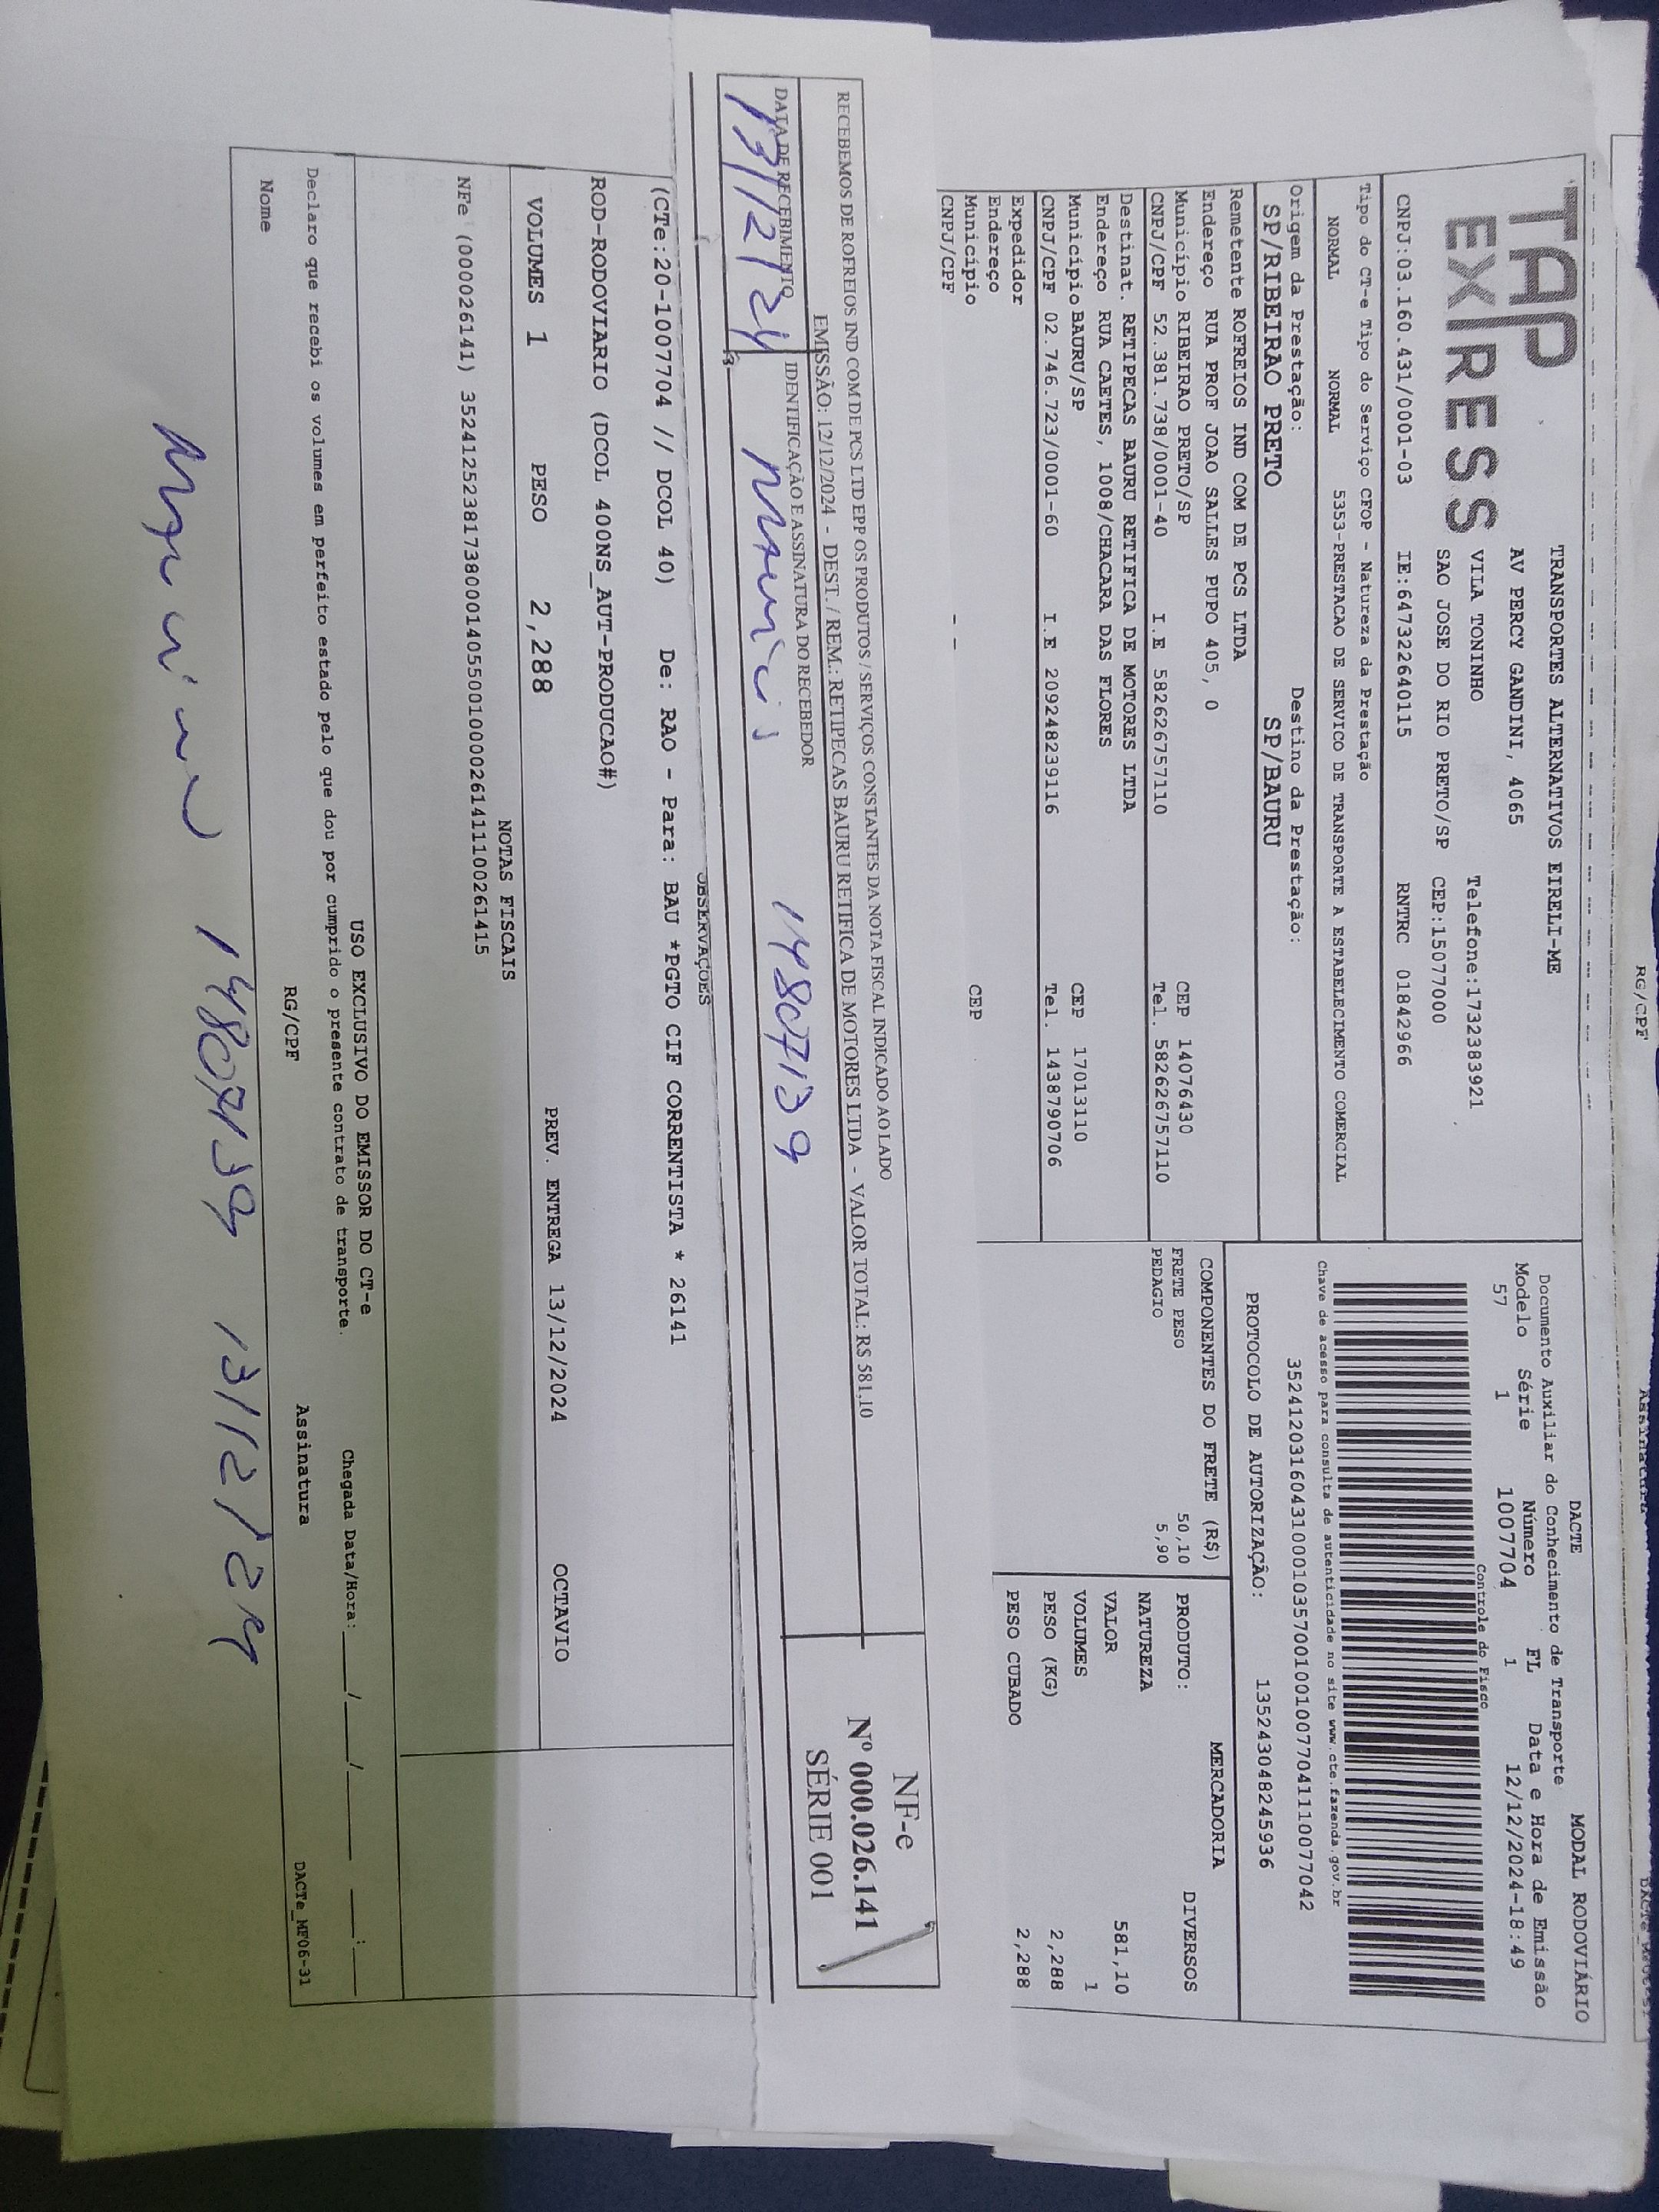 RG/CPF
TAP
EXPRESS
TRANSPORTES ALTERNATIVOS EIRELI-ME
AV PERCY GANDINI, 4065
VILA TONINHO
Telefone:1732383921
SAO JOSE DO RIO PRETO/SP CEP:15077000
CNPJ:03.160.431/0001-03 IE:647322640115 RNTRC 01842966
Tipo do CT-e Tipo do Serviço CFOP - Natureza da Prestação
NORMAL NORMAL 5353-PRESTACAO DE SERVICO DE TRANSPORTE A ESTABELECIMENTO COMERCIAL
Origem da Prestação: Destino da Prestação:
SP/RIBEIRAO PRETO SP/BAURU
Remetente ROFREIOS IND COM DE PCS LTDA
Endereço RUA PROF JOAO SALLES PUPO 405, 0
Município RIBEIRAO PRETO/SP CEP 14076430
CNPJ/CPF 52.381.738/0001-40 I.E 582626757110 Tel. 582626757110
Destinat. RETIPECAS BAURU RETIFICA DE MOTORES LTDA
Endereço RUA CAETES, 1008/CHACARA DAS FLORES
Município BAURU/SP CEP 17013110
CNPJ/CPF 02.746.723/0001-60 I.E 209248239116 Tel. 1438790706
Expedidor
Endereço
Município CEP
CNPJ/CPF
DACTE MODAL RODOVIÁRIO
Documento Auxiliar do Conhecimento de Transporte
Modelo Série Número FL Data e Hora de Emissão
57 1 1007704 1 12/12/2024-18:49
Controle do Fisco
Chave de acesso para consulta de autenticidade no site www.cte.fazenda.gov.br
35241203160431000103570010010077041110077042
PROTOCOLO DE AUTORIZAÇÃO: 135243048245936
COMPONENTES DO FRETE (R$)
FRETE PESO 50,10
PEDAGIO 5,90
MERCADORIA
PRODUTO: DIVERSOS
NATUREZA
VALOR 581,10
VOLUMES 1
PESO (KG) 2,288
PESO CUBADO 2,288
RECEBEMOS DE ROFREIOS IND COM DE PCS LTD EPP OS PRODUTOS / SERVIÇOS CONSTANTES DA NOTA FISCAL INDICADO AO LADO
EMISSÃO: 12/12/2024 - DEST. / REM.: RETIPECAS BAURU RETIFICA DE MOTORES LTDA - VALOR TOTAL: R$ 581,10
DATA DE RECEBIMENTO IDENTIFICAÇÃO E ASSINATURA DO RECEBEDOR
13/12/24 14807139
NF-e
Nº 000.026.141
SÉRIE 001
OBSERVAÇÕES
(CTe:20-1007704 // DCOL 40) De: RAO - Para: BAU *PGTO CIF CORRENTISTA * 26141
ROD-RODOVIARIO (DCOL 400NS_AUT-PRODUCAO#)
VOLUMES 1 PESO 2,288 PREV. ENTREGA 13/12/2024 OCTAVIO
NOTAS FISCAIS
NFe (000026141) 35241252381738000140550010000261411100261415
USO EXCLUSIVO DO EMISSOR DO CT-e
Declaro que recebi os volumes em perfeito estado pelo que dou por cumprido o presente contrato de transporte. Chegada Data/Hora: ___/___/____ __:__
Nome RG/CPF Assinatura DACTe_MF06-31
14807139 13/12/24